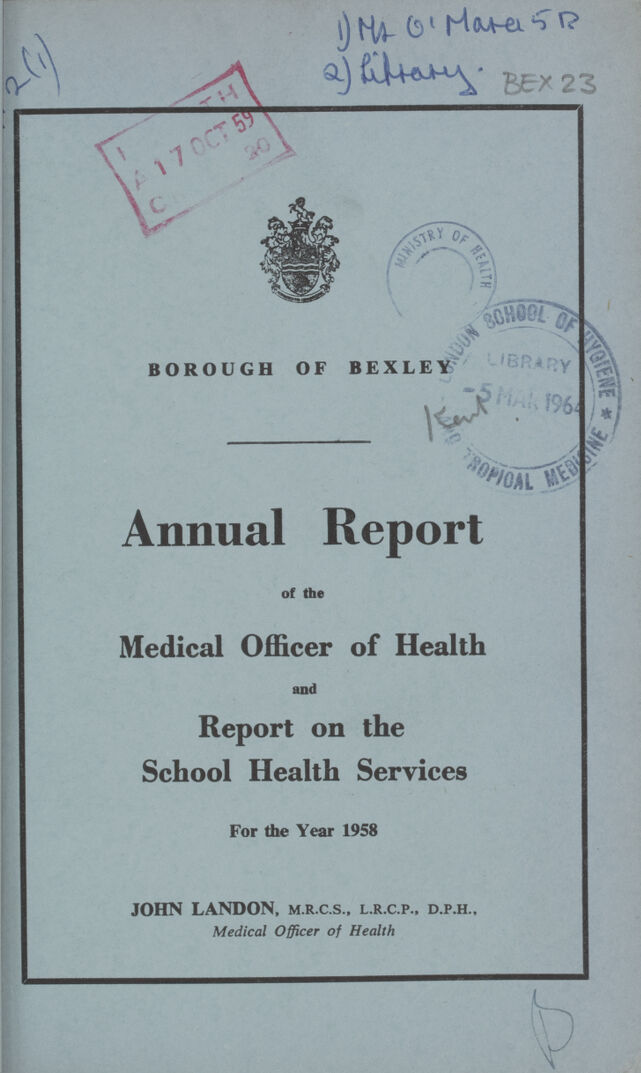 2(1)
1) Mr O'Mara 5B
2) Library.
BEX 23
17 OCT 59
MINISTRY OF HEALTH
LONDON SCHOOL OF HYGIENE
AND TROPICAL MEDICINE *
LIBRARY
-5 MAR 1964
BOROUGH OF BEXLEY
Kent
Annual Report
of the
Medical Officer of Health
and
Report on the
School Health Services
For the Year 1958
JOHN LANDON, M.R.C.S., L.R.C.P., D.P.H.,
Medical Officer of Health